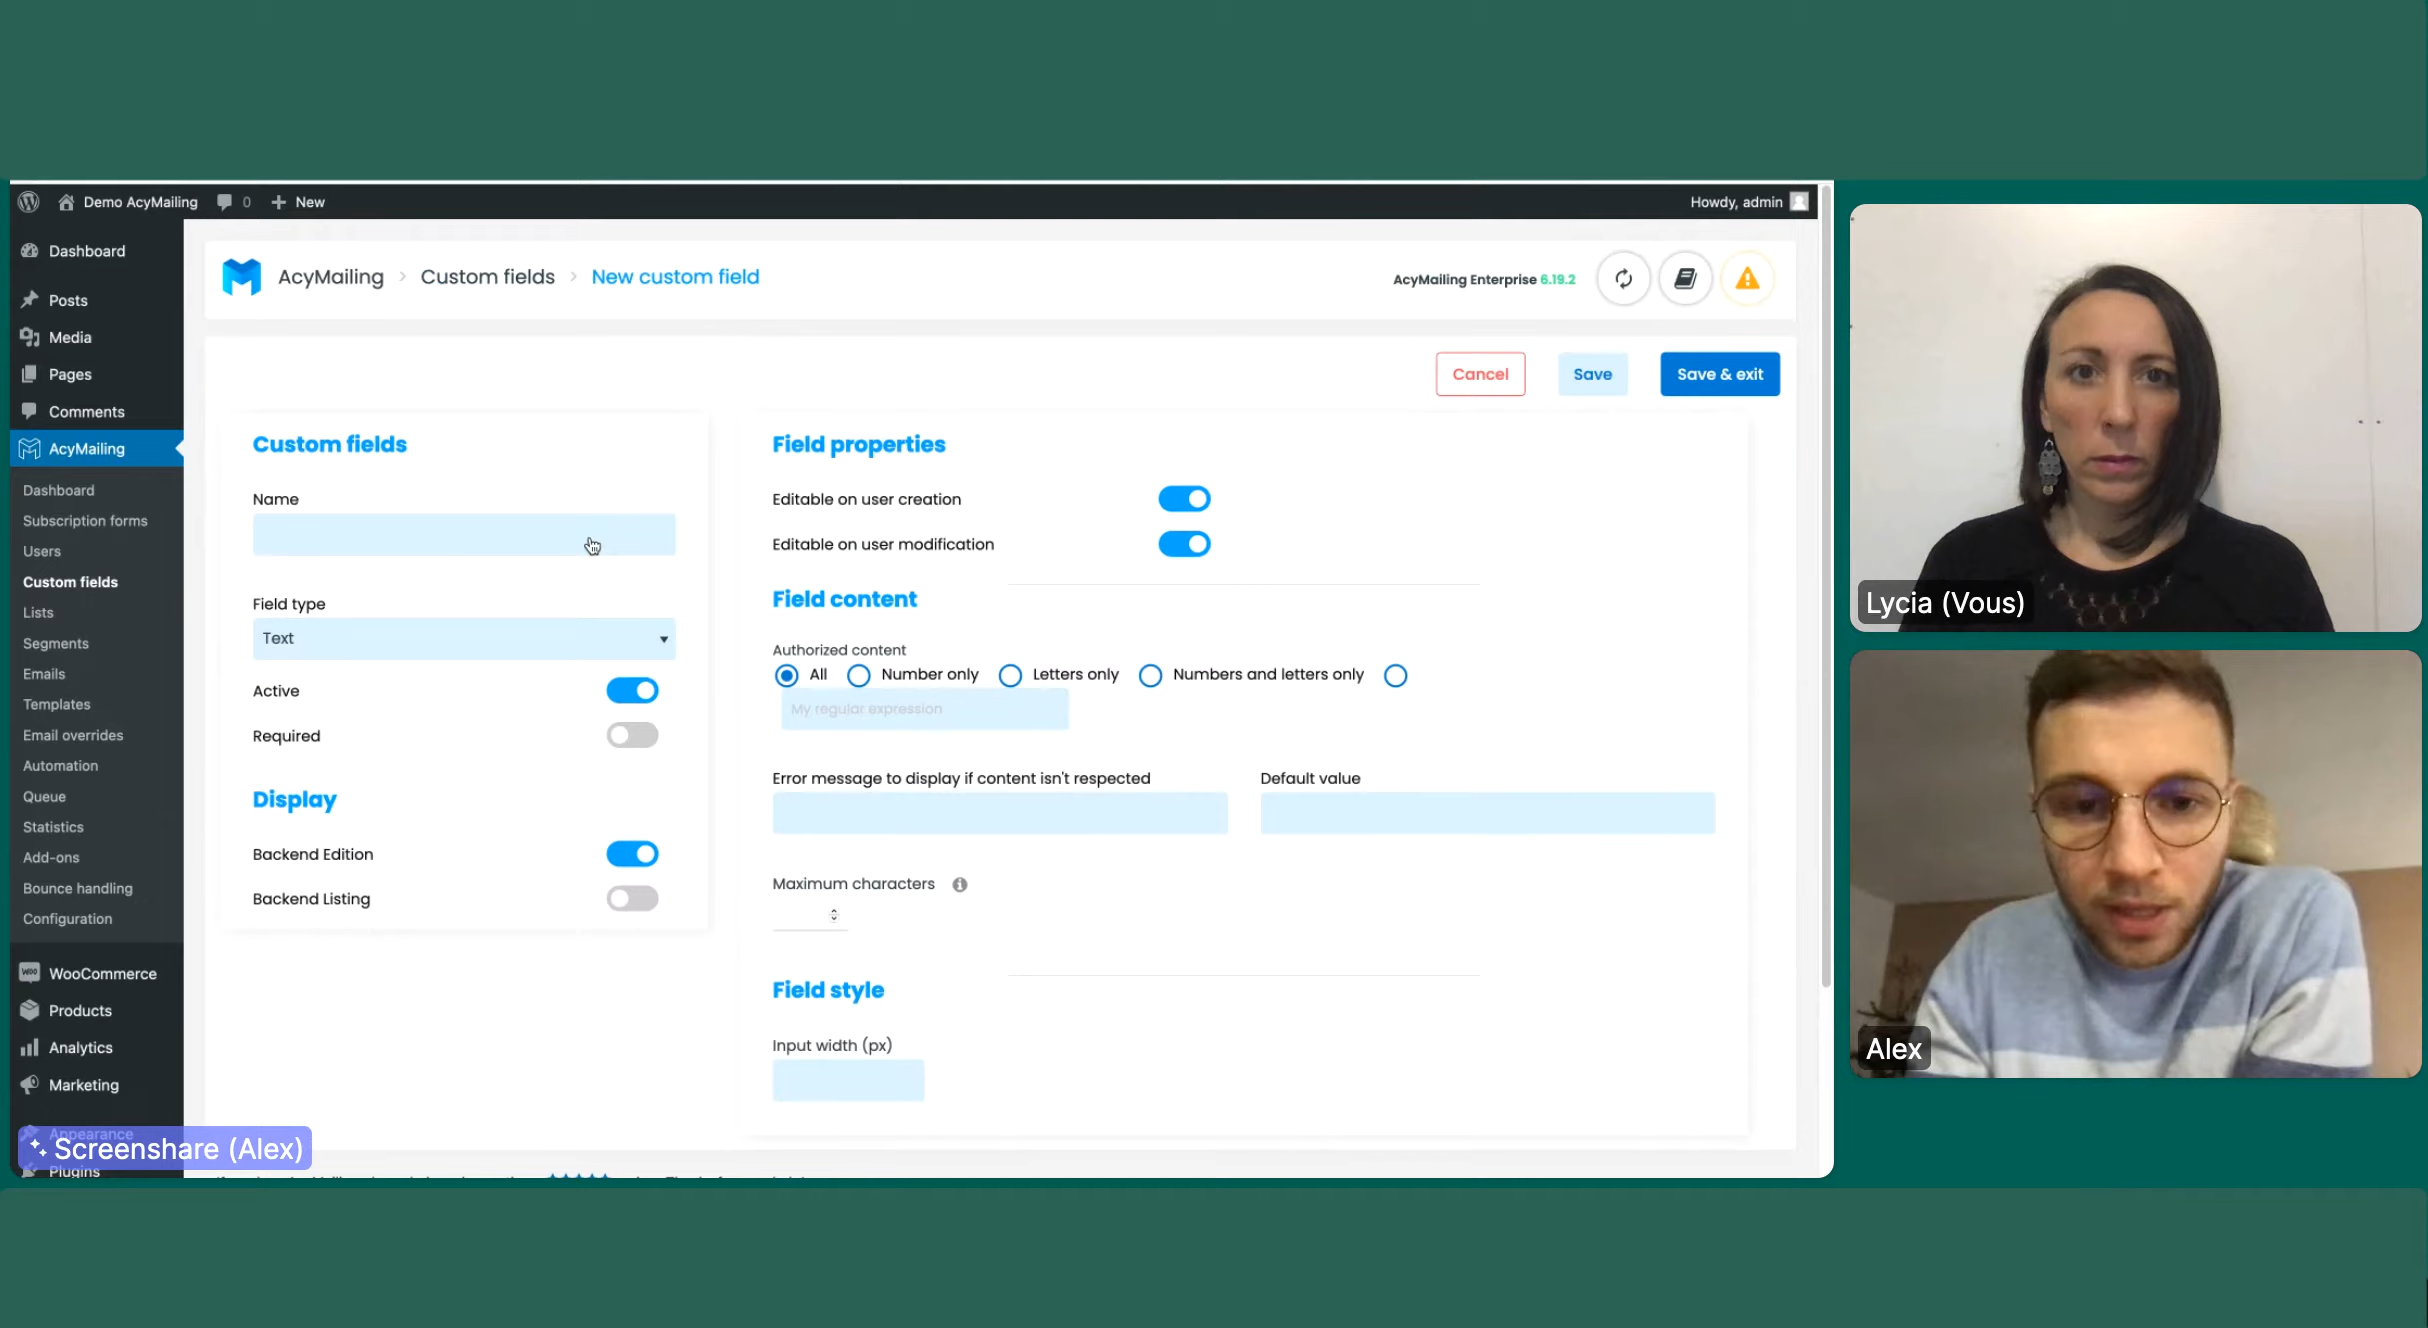 Demo AcyMailing 0 New Howdy, admin
Dashboard
Posts
Media
Pages
Comments
AcyMailing
Dashboard
Subscription forms
Users
Custom fields
Lists
Segments
Emails
Templates
Email overrides
Automation
Queue
Statistics
Add-ons
Bounce handling
Configuration
WOO WooCommerce
Products
Analytics
Marketing
Appearance
Plugins
Screenshare (Alex)
AcyMailing > Custom fields > New custom field
AcyMailing Enterprise 6.19.2
Cancel Save Save & exit
Custom fields
Name
Field type
Text
Active
Required
Display
Backend Edition
Backend Listing
Field properties
Editable on user creation
Editable on user modification
Field content
Authorized content
All Number only Letters only Numbers and letters only
My regular expression
Error message to display if content isn't respected Default value
Maximum characters
Field style
Input width (px)
Lycia (Vous)
Alex